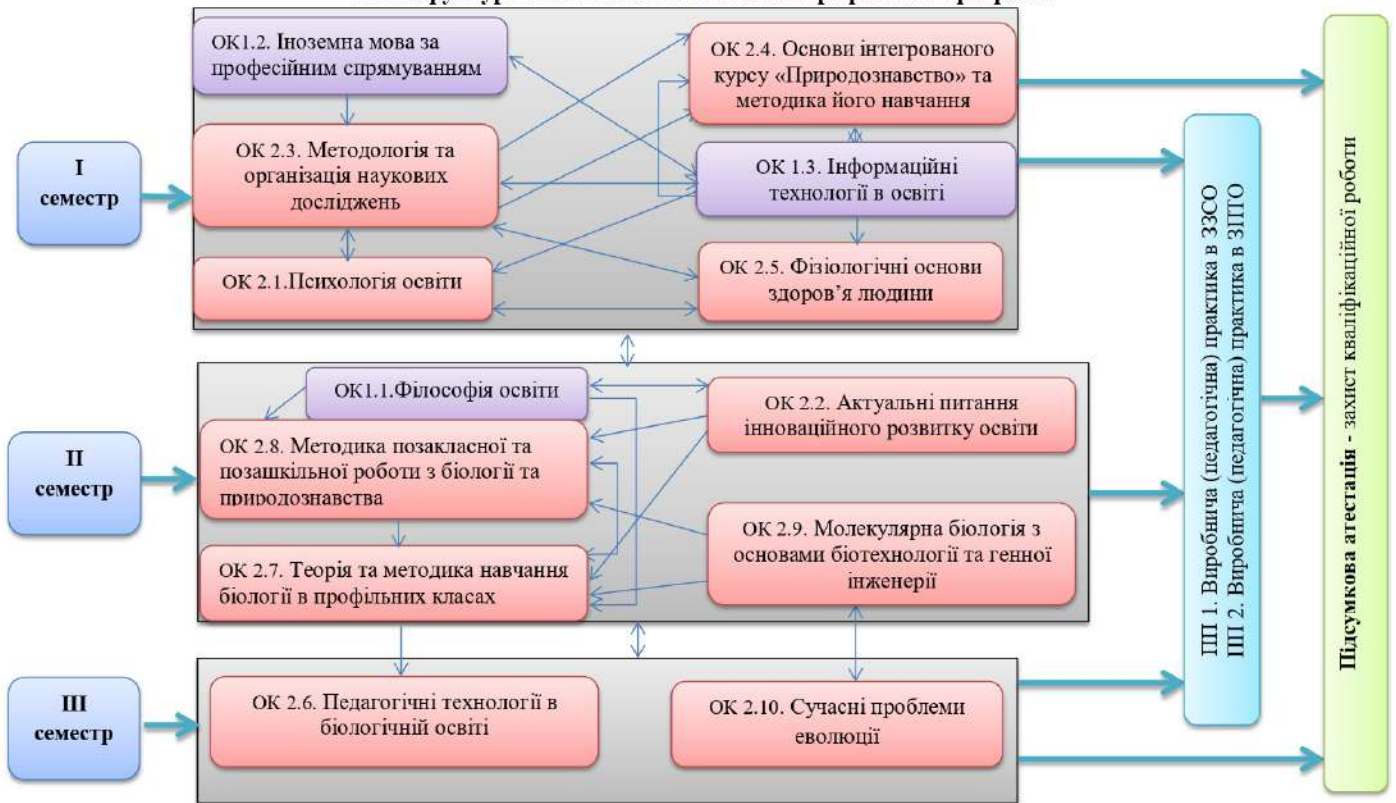 I
семестр
ОК1.2. Іноземна мова за
професійним спрямуванням
ОК 2.3. Методологія та
організація наукових
досліджень
ОК 2.1.Психологія освіти
ОК 2.4. Основи інтегрованого
курсу «Природознавство» та
методика його навчання
ОК 1.3. Інформаційні
технології в освіті
ОК 2.5. Фізіологічні основи
здоров’я людини
II
семестр
ОК1.1.Філософія освіти
ОК 2.8. Методика позакласної та
позашкільної роботи з біології та
природознавства
ОК 2.7. Теорія та методика навчання
біології в профільних класах
ОК 2.2. Актуальні питання
інноваційного розвитку освіти
ОК 2.9. Молекулярна біологія з
основами біотехнології та генної
інженерії
III
семестр
ОК 2.6. Педагогічні технології в
біологічній освіті
ОК 2.10. Сучасні проблеми
еволюції
ПП 1. Виробнича (педагогічна) практика в ЗЗСО
ПП 2. Виробнича (педагогічна) практика в ЗПТО
Підсумкова атестація - захист кваліфікаційної роботи